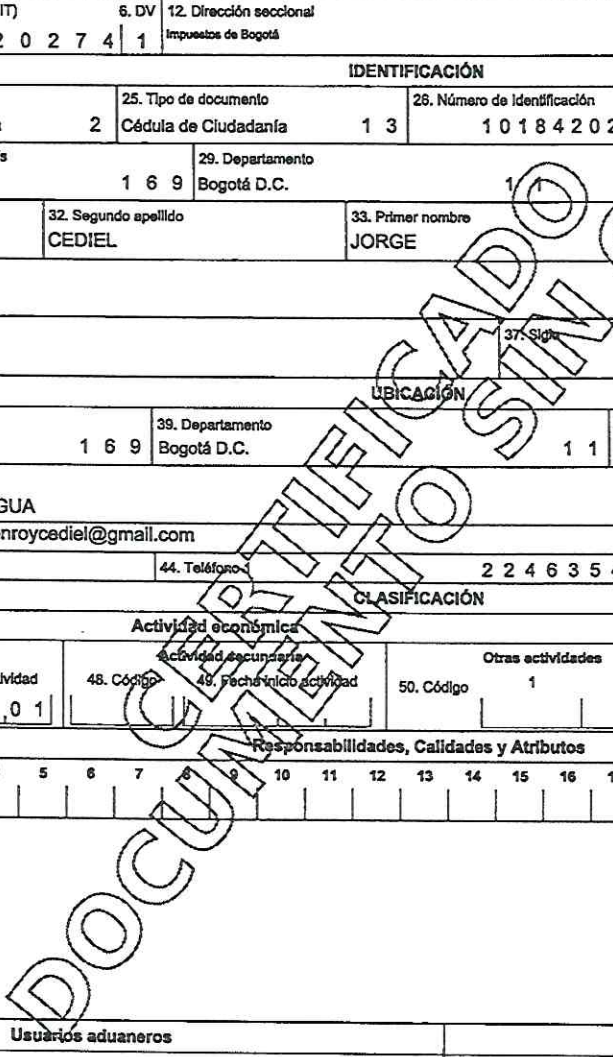 IT) 6. DV 12. Dirección seccional
2 0 2 7 4 1 Impuestos de Bogotá
IDENTIFICACIÓN
25. Tipo de documento 26. Número de Identificación
2 Cédula de Ciudadanía 1 3 1 0 1 8 4 2 0 2
29. Departamento
1 6 9 Bogotá D.C. 1 1
32. Segundo apellido 33. Primer nombre
CEDIEL JORGE
37. Sigla
UBICACIÓN
39. Departamento
1 6 9 Bogotá D.C. 1 1
GUA
nroycediel@gmail.com
44. Teléfono 1 2 2 4 6 3 5 4
CLASIFICACIÓN
Actividad económica
Actividad secundaria Otras actividades
vidad 48. Código 49. Fecha inicio actividad 50. Código 1
0 1
Responsabilidades, Calidades y Atributos
5 6 7 8 9 10 11 12 13 14 15 16 1
Usuarios aduaneros
CERTIFICADO
DOCUMENTO SIN